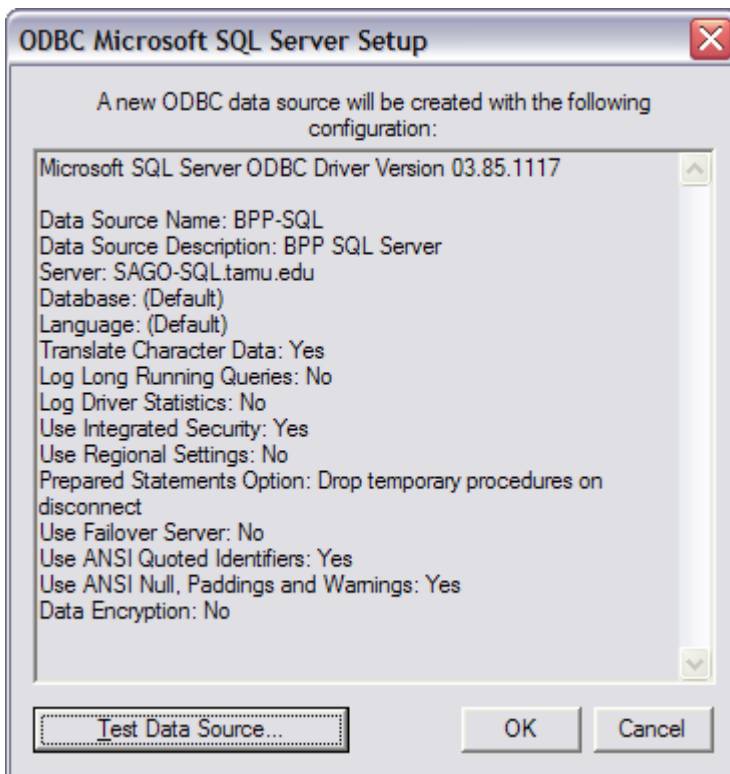 ODBC Microsoft SQL Server Setup
A new ODBC data source will be created with the following
configuration:
Microsoft SQL Server ODBC Driver Version 03.85.1117
Data Source Name: BPP-SQL
Data Source Description: BPP SQL Server
Server: SAGO-SQL.tamu.edu
Database: (Default)
Language: (Default)
Translate Character Data: Yes
Log Long Running Queries: No
Log Driver Statistics: No
Use Integrated Security: Yes
Use Regional Settings: No
Prepared Statements Option: Drop temporary procedures on
disconnect
Use Failover Server: No
Use ANSI Quoted Identifiers: Yes
Use ANSI Null, Paddings and Warnings: Yes
Data Encryption: No
Test Data Source... OK Cancel